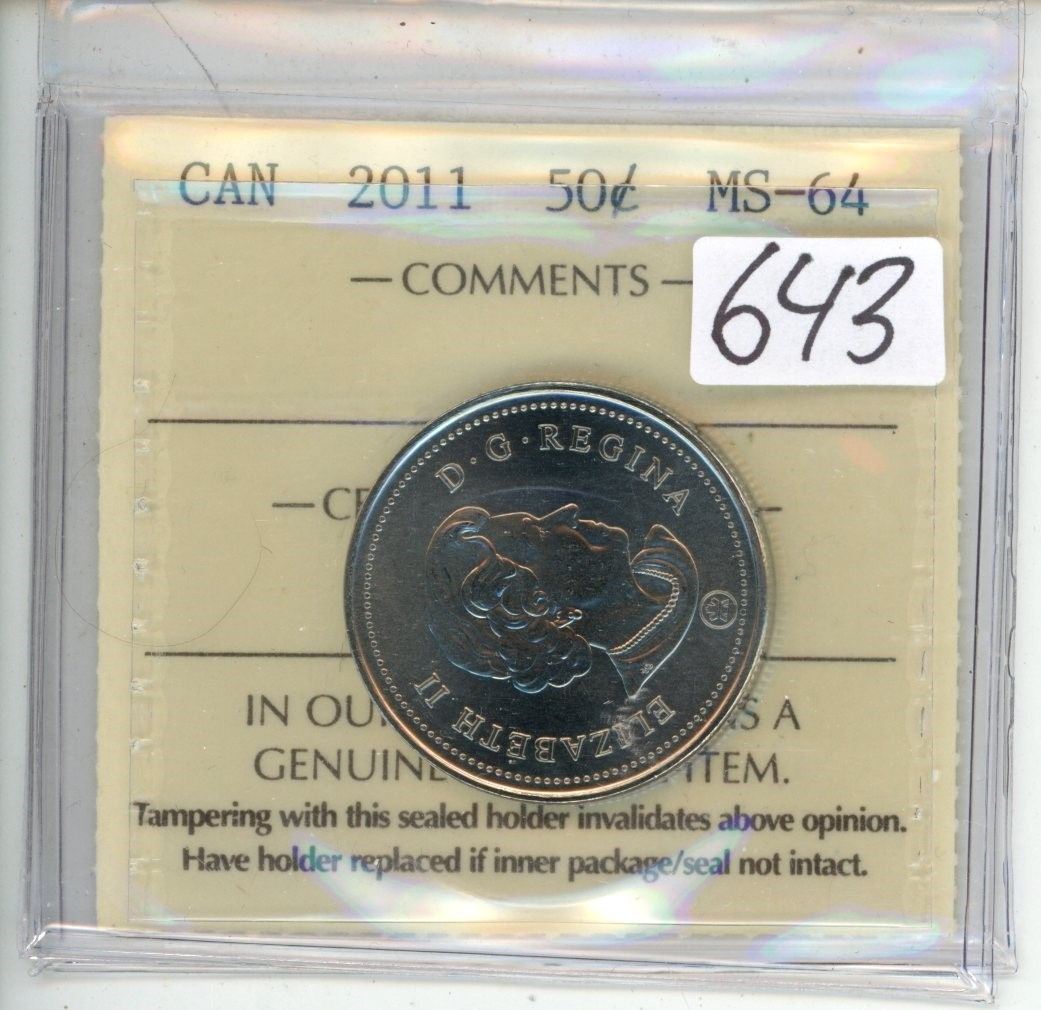 CAN 2011 50¢ MS-64
— COMMENTS —
643
D·G·REGINA
ELIZABETH II
IN
A
GENUINE
ITEM.
Tampering with this sealed holder invalidates above opinion.
Have holder replaced if inner package/seal not intact.